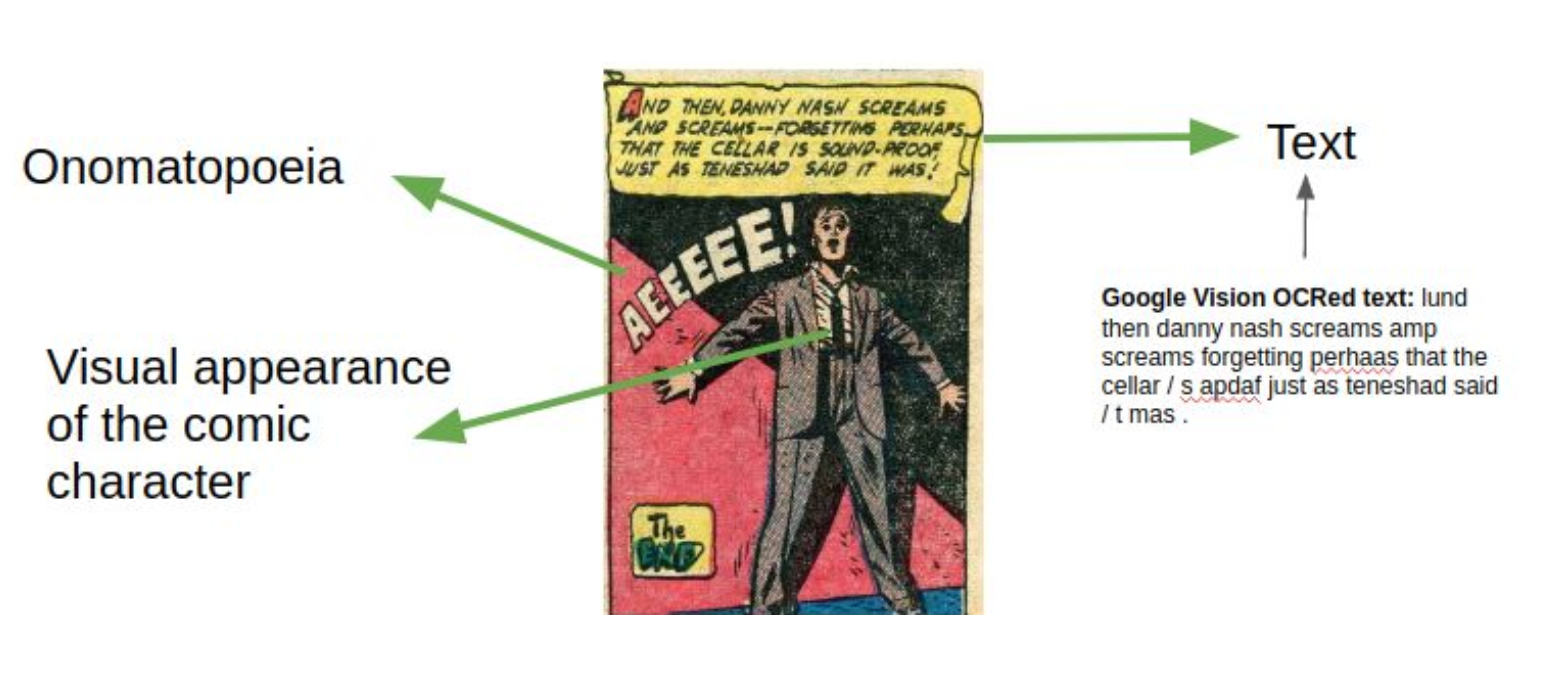 Onomatopoeia
Visual appearance
of the comic
character
AND THEN, DANNY NASH SCREAMS
AND SCREAMS--FORGETTING PERHAPS,
THAT THE CELLAR IS SOUND-PROOF,
JUST AS TENESHAD SAID IT WAS!
AEEEEE!
The
END
Text
Google Vision OCRed text: lund
then danny nash screams amp
screams forgetting perhaas that the
cellar / s apdaf just as teneshad said
/ t mas .